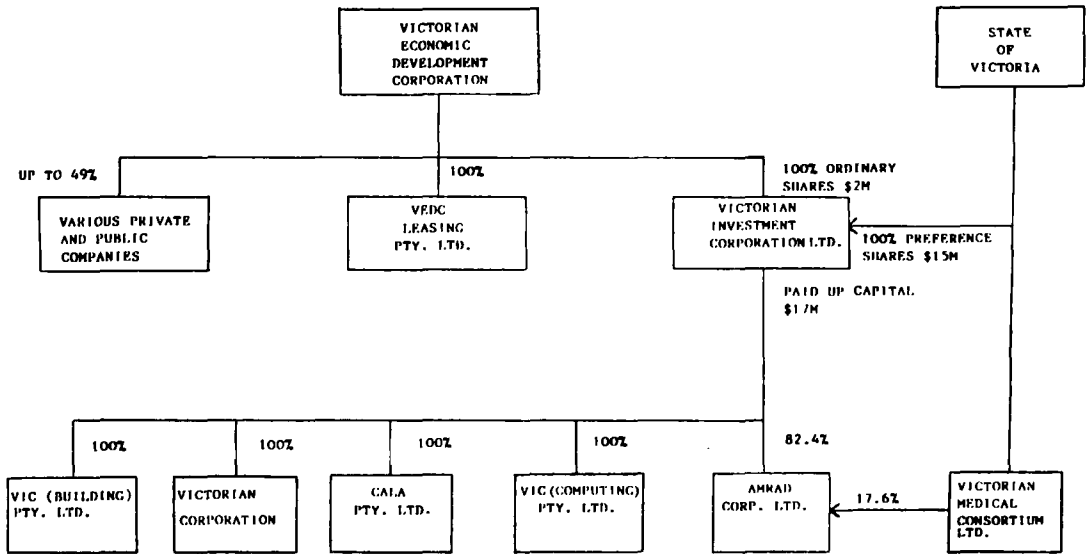 VICTORIAN
ECONOMIC
DEVELOPMENT
CORPORATION
STATE
OF
VICTORIA
UP TO 49%
100%
100% ORDINARY
SHARES $2M
VARIOUS PRIVATE
AND PUBLIC
COMPANIES
VEDC
LEASING
PTY. LTD.
VICTORIAN
INVESTMENT
CORPORATION LTD.
100% PREFERENCE
SHARES $15M
PAID UP CAPITAL
$17M
100%
100%
100%
100%
82.4%
VIC (BUILDING)
PTY. LTD.
VICTORIAN
CORPORATION
CALA
PTY. LTD.
VIC (COMPUTING)
PTY. LTD.
AMRAD
CORP. LTD.
17.6%
VICTORIAN
MEDICAL
CONSORTIUM
LTD.